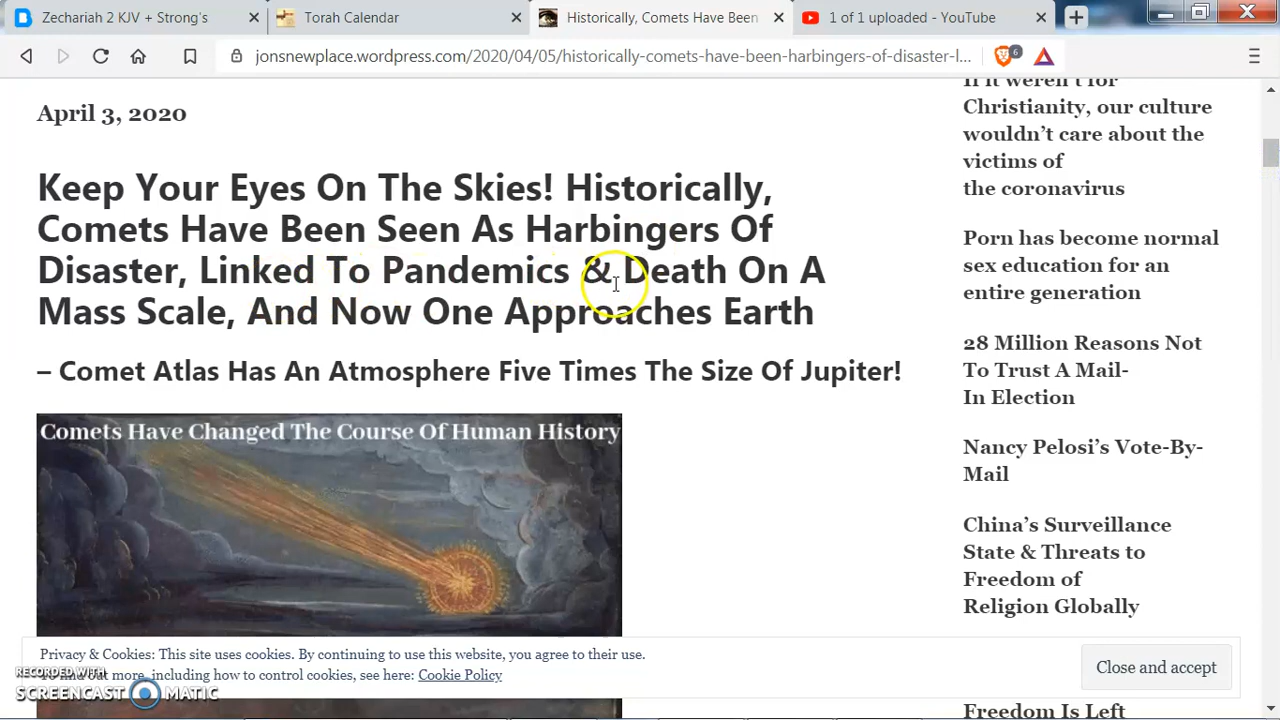 Zechariah 2 KJV + Strong's
Torah Calendar
Historically, Comets Have Been
1 of 1 uploaded - YouTube
jonsnewplace.wordpress.com/2020/04/05/historically-comets-have-been-harbingers-of-disaster-l...
6
April 3, 2020
Keep Your Eyes On The Skies! Historically,
Comets Have Been Seen As Harbingers Of
Disaster, Linked To Pandemics & Death On A
Mass Scale, And Now One Approaches Earth
– Comet Atlas Has An Atmosphere Five Times The Size Of Jupiter!
Comets Have Changed The Course Of Human History
If it weren't for
Christianity, our culture
wouldn't care about the
victims of
the coronavirus
Porn has become normal
sex education for an
entire generation
28 Million Reasons Not
To Trust A Mail-
In Election
Nancy Pelosi's Vote-By-
Mail
China's Surveillance
State & Threats to
Freedom of
Religion Globally
Freedom Is Left
Privacy & Cookies: This site uses cookies. By continuing to use this website, you agree to their use.
To find out more, including how to control cookies, see here: Cookie Policy
Close and accept
RECORDED WITH
SCREENCAST MATIC